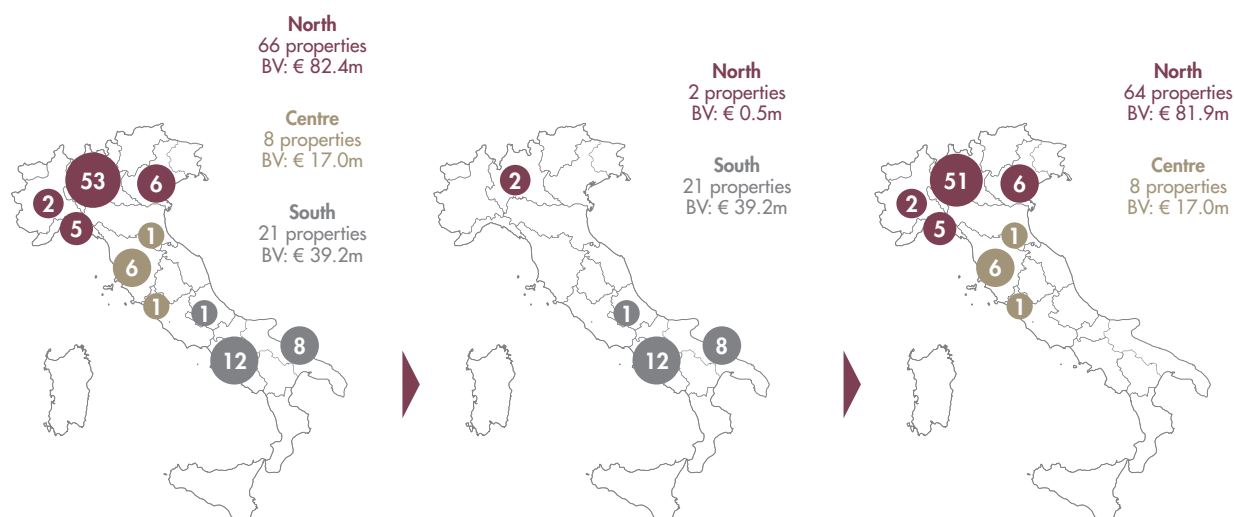 North
66 properties
BV: € 82.4m
Centre
8 properties
BV: € 17.0m
South
21 properties
BV: € 39.2m
53
6
2
5
1
6
1
1
12
8
North
2 properties
BV: € 0.5m
South
21 properties
BV: € 39.2m
2
1
12
8
North
64 properties
BV: € 81.9m
Centre
8 properties
BV: € 17.0m
51
6
2
5
1
6
1